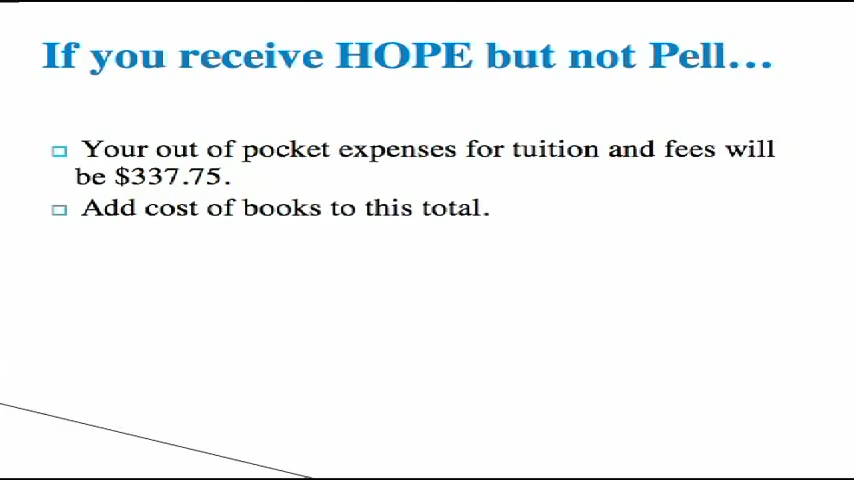 If you receive HOPE but not Pell...
Your out of pocket expenses for tuition and fees will
be $337.75.
Add cost of books to this total.